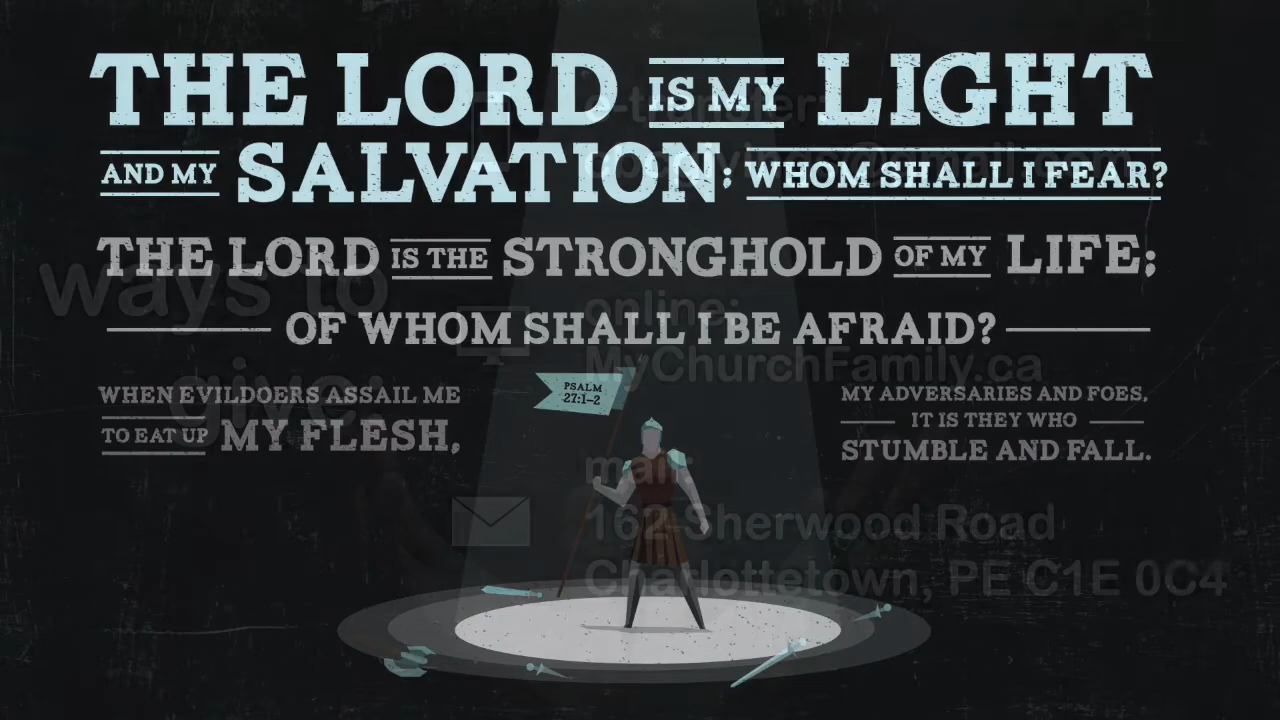 THE LORD IS MY LIGHT
AND MY SALVATION; WHOM SHALL I FEAR?
THE LORD IS THE STRONGHOLD OF MY LIFE;
OF WHOM SHALL I BE AFRAID?
WHEN EVILDOERS ASSAIL ME
TO EAT UP MY FLESH,
PSALM
27:1–2
MY ADVERSARIES AND FOES,
IT IS THEY WHO
STUMBLE AND FALL.
ways to
give:
e-transfer:
online:
MyChurchFamily.ca
mail:
162 Sherwood Road
Charlottetown, PE C1E 0C4